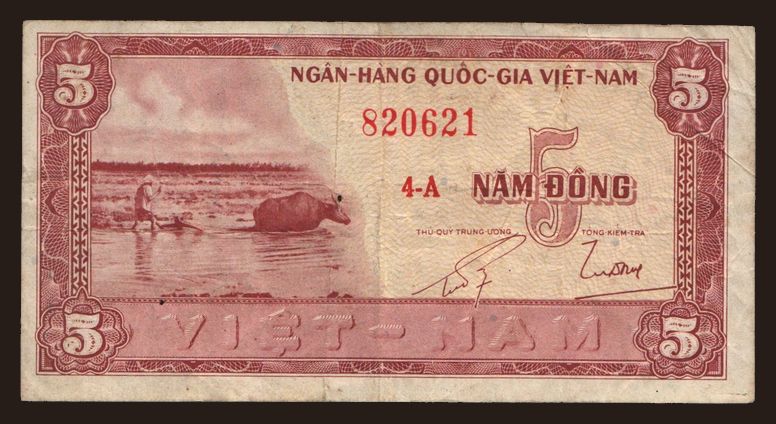 5
5
NGÂN-HÀNG QUỐC-GIA VIỆT-NAM
820621
5
4-A NĂM ĐỒNG
THỦ-QUỸ TRUNG-ƯƠNG TỔNG-KIỂM-TRA
VIỆT-NAM
5
5